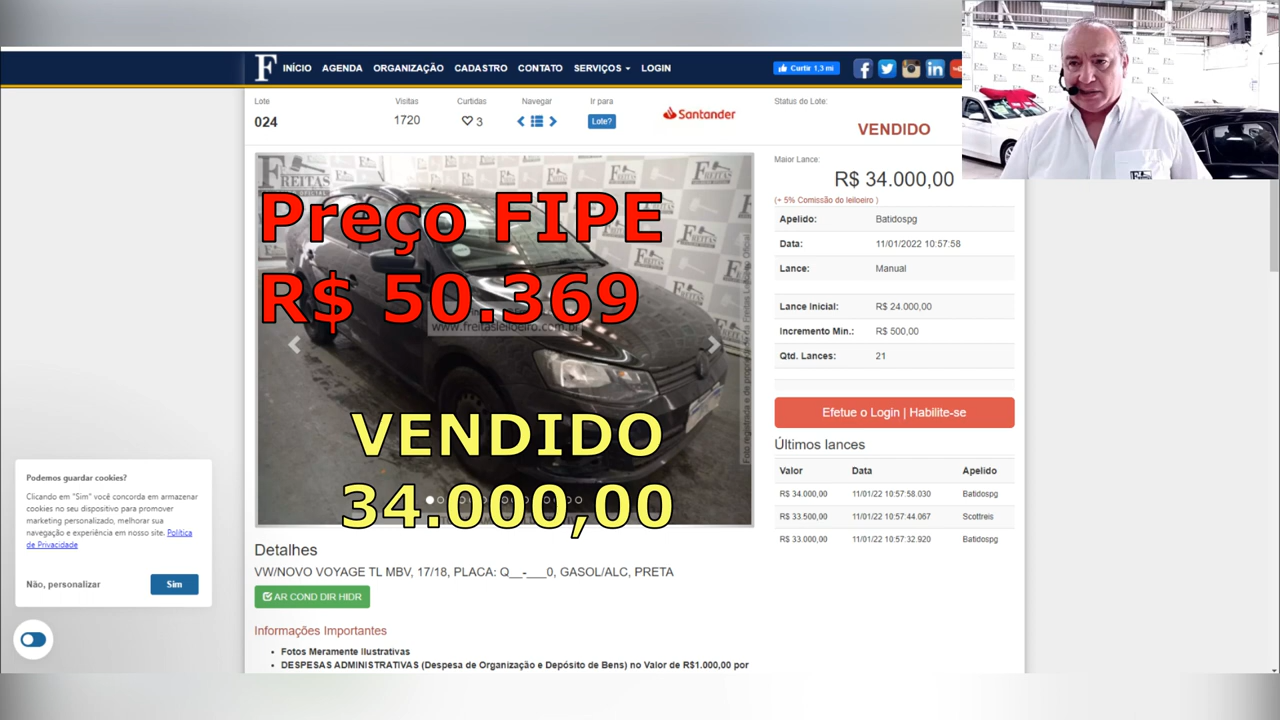 F INÍCIO AGENDA ORGANIZAÇÃO CADASTRO CONTATO SERVIÇOS LOGIN
Curtir 1,3 mi
Lote
024
Visitas
1720
Curtidas
3
Navegar
Ir para
Lote?
Santander
Status do Lote:
VENDIDO
Maior Lance:
R$ 34.000,00
(+ 5% Comissão do leiloeiro )
Apelido: Batidospg
Data: 11/01/2022 10:57:58
Lance: Manual
Lance Inicial: R$ 24.000,00
Incremento Min.: R$ 500,00
Qtd. Lances: 21
Efetue o Login | Habilite-se
Últimos lances
Valor Data Apelido
R$ 34.000,00 11/01/22 10:57:58.030 Batidospg
R$ 33.500,00 11/01/22 10:57:44.067 Scottreis
R$ 33.000,00 11/01/22 10:57:32.920 Batidospg
FREITAS
Preço FIPE
R$ 50.369
www.freitasleiloeiro.com.br
VENDIDO
34.000,00
Detalhes
VW/NOVO VOYAGE TL MBV, 17/18, PLACA: Q__-___0, GASOL/ALC, PRETA
AR COND DIR HIDR
Informações Importantes
• Fotos Meramente Ilustrativas
• DESPESAS ADMINISTRATIVAS (Despesa de Organização e Depósito de Bens) no Valor de R$1.000,00 por
Podemos guardar cookies?
Clicando em "Sim" você concorda em armazenar
cookies no seu dispositivo para promover
marketing personalizado, melhorar sua
navegação e experiência em nosso site. Política
de Privacidade
Não, personalizar
Sim